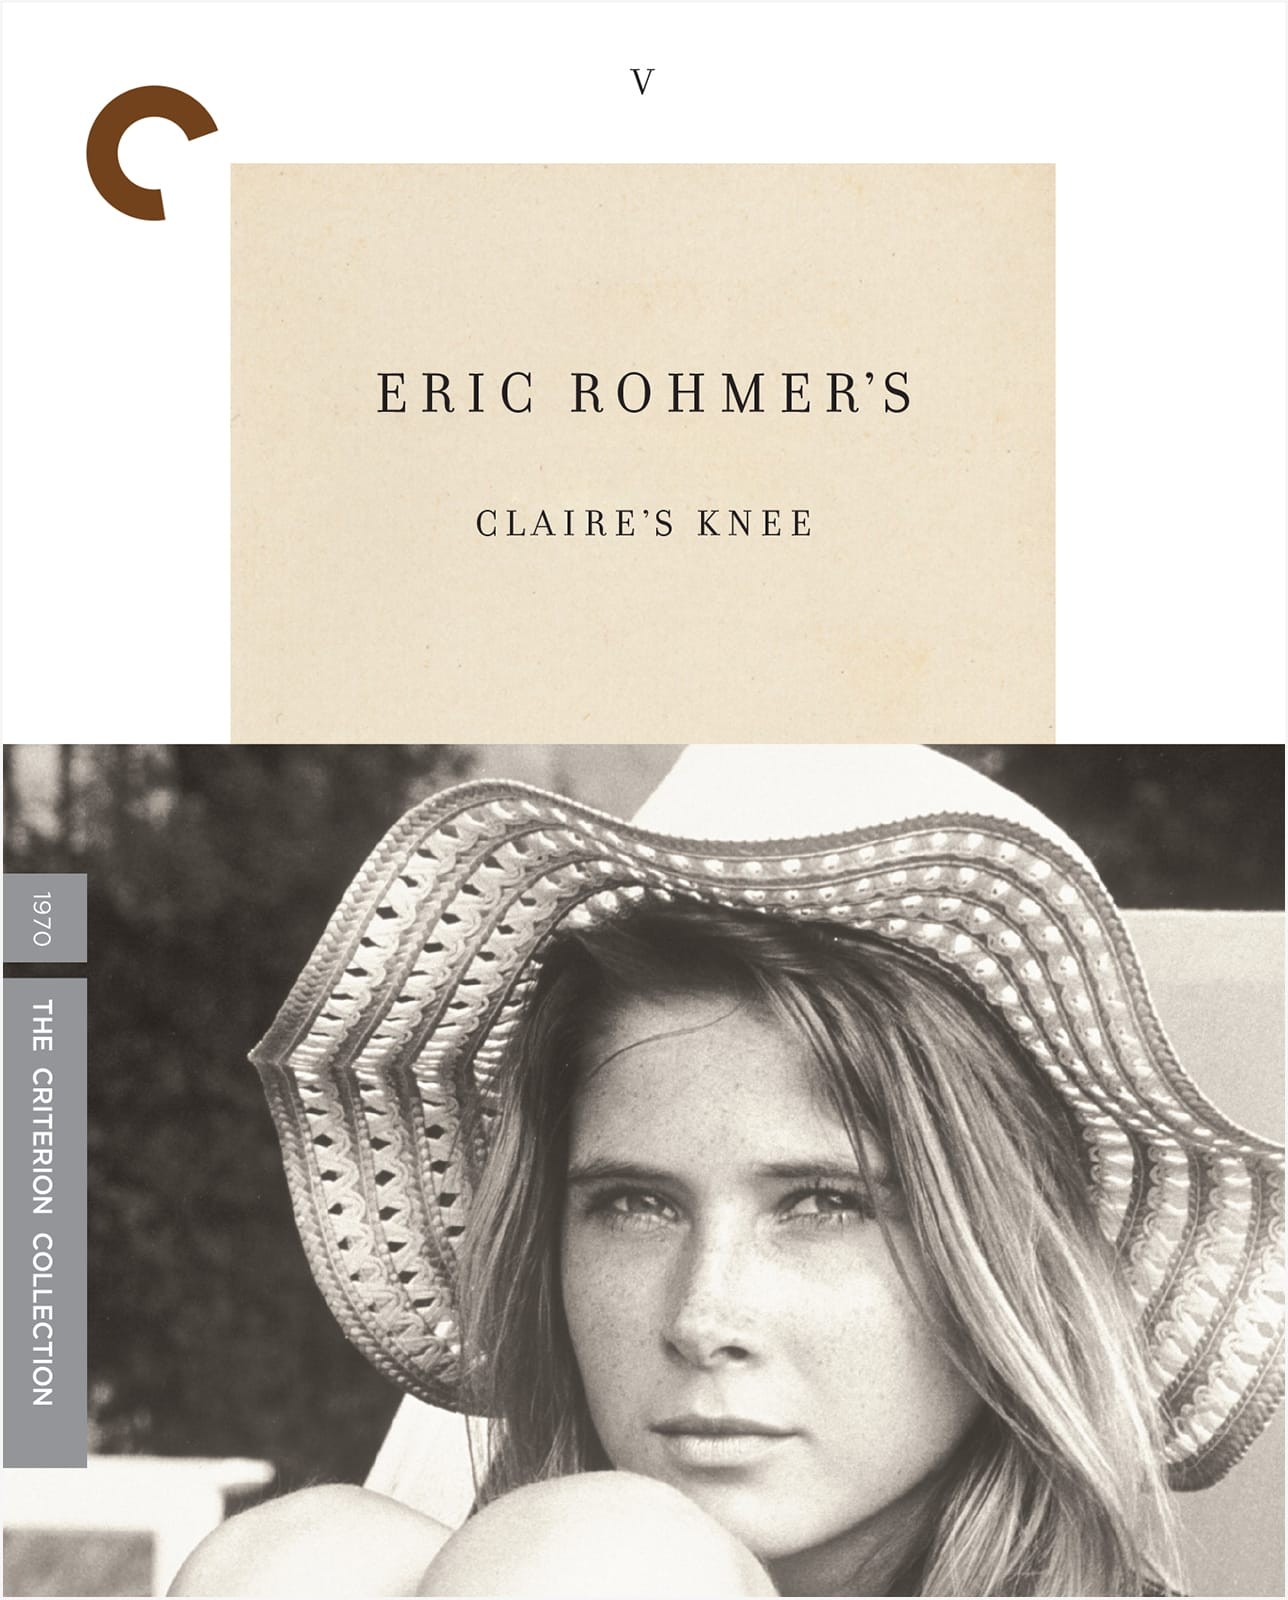 V
ERIC ROHMER’S
CLAIRE’S KNEE
1970
THE CRITERION COLLECTION